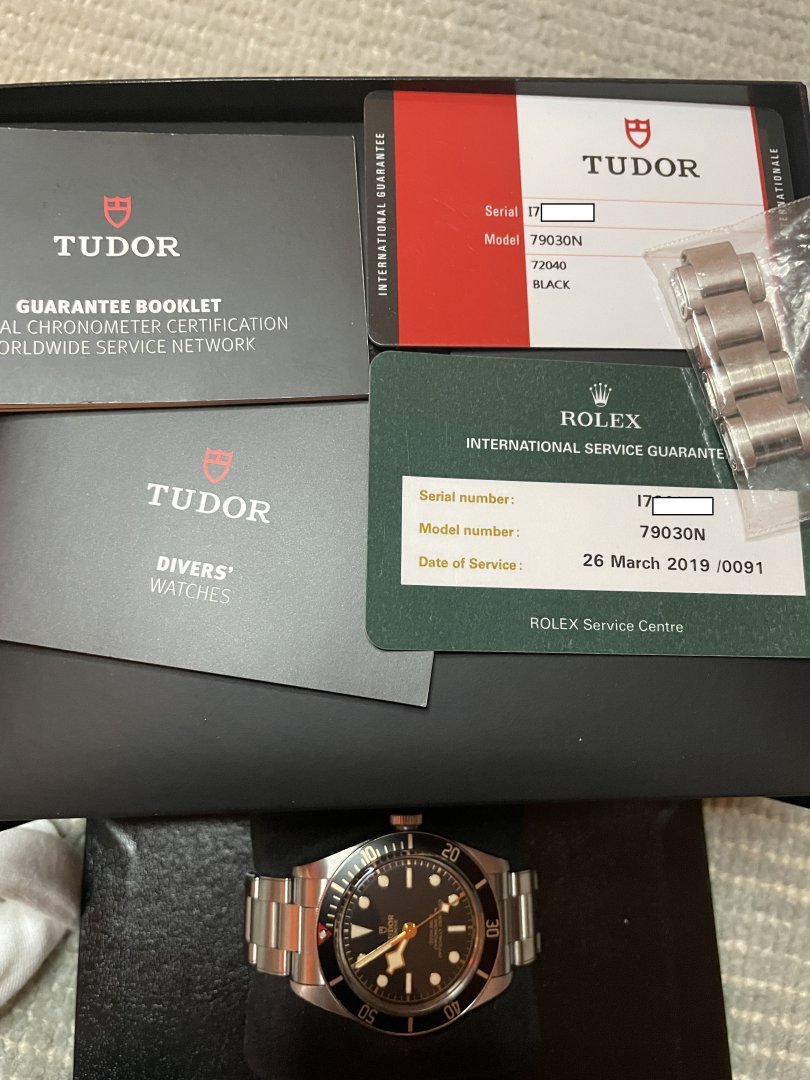 TUDOR
GUARANTEE BOOKLET
AL CHRONOMETER CERTIFICATION
ORLDWIDE SERVICE NETWORK
INTERNATIONAL GUARANTEE
TUDOR
Serial I7
Model 79030N
72040
BLACK
NATIONALE
TUDOR
DIVERS'
WATCHES
ROLEX
INTERNATIONAL SERVICE GUARANTE
Serial number: I7
Model number: 79030N
Date of Service: 26 March 2019 /0091
ROLEX Service Centre
10
20
30
40
50
TUDOR